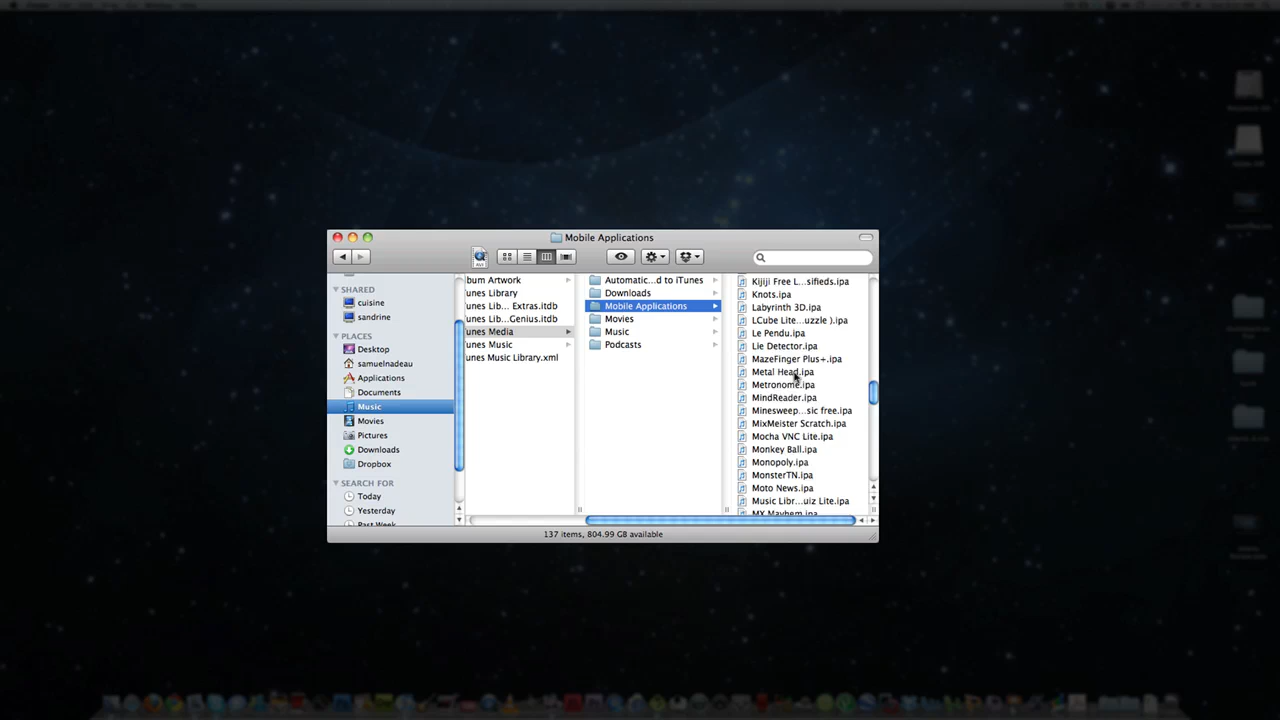 Mobile Applications
SHARED
cuisine
sandrine
PLACES
Desktop
samuelnadeau
Applications
Documents
Music
Movies
Pictures
Downloads
Dropbox
SEARCH FOR
Today
Yesterday
Past Week
bum Artwork
unes Library
unes Lib... Extras.itdb
unes Lib...Genius.itdb
unes Media
unes Music
unes Music Library.xml
Automatic...d to iTunes
Downloads
Mobile Applications
Movies
Music
Podcasts
Kijiji Free L...sifieds.ipa
Knots.ipa
Labyrinth 3D.ipa
LCube Lite...uzzle ).ipa
Le Pendu.ipa
Lie Detector.ipa
MazeFinger Plus+.ipa
Metal Head.ipa
Metronome.ipa
MindReader.ipa
Minesweep...sic free.ipa
MixMeister Scratch.ipa
Mocha VNC Lite.ipa
Monkey Ball.ipa
Monopoly.ipa
MonsterTN.ipa
Moto News.ipa
Music Libr...uiz Lite.ipa
MX Mayhem.ipa
137 items, 804.99 GB available